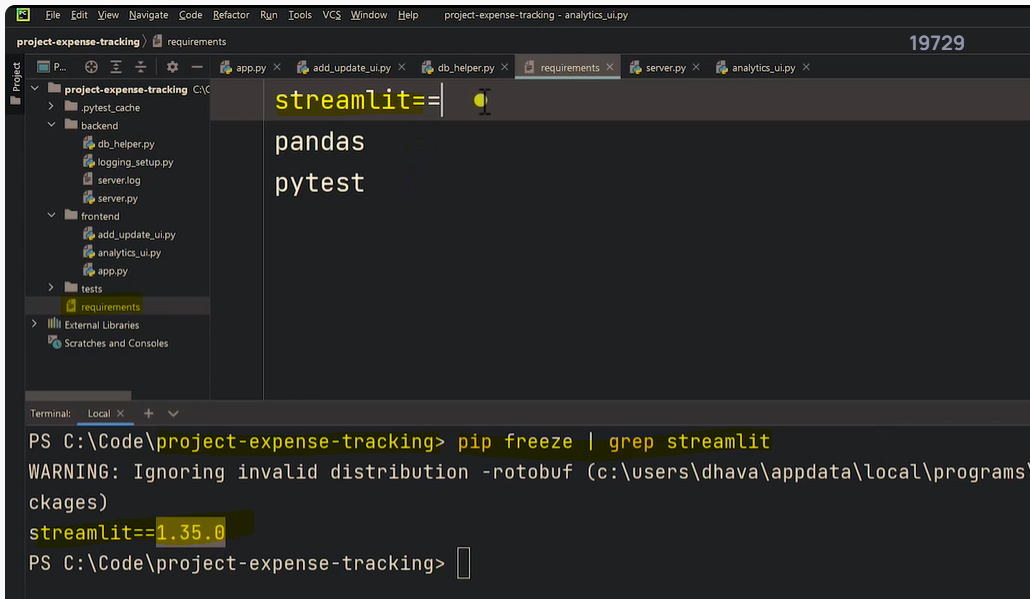 PC File Edit View Navigate Code Refactor Run Tools VCS Window Help project-expense-tracking - analytics_ui.py
project-expense-tracking requirements
19729
Project
P... app.py add_update_ui.py db_helper.py requirements server.py analytics_ui.py
project-expense-tracking C:\C
.pytest_cache
backend
db_helper.py
logging_setup.py
server.log
server.py
frontend
add_update_ui.py
analytics_ui.py
app.py
tests
requirements
External Libraries
Scratches and Consoles
streamlit==
pandas
pytest
Terminal: Local
PS C:\Code\project-expense-tracking> pip freeze | grep streamlit
WARNING: Ignoring invalid distribution -rotobuf (c:\users\dhava\appdata\local\programs\
ckages)
streamlit==1.35.0
PS C:\Code\project-expense-tracking>